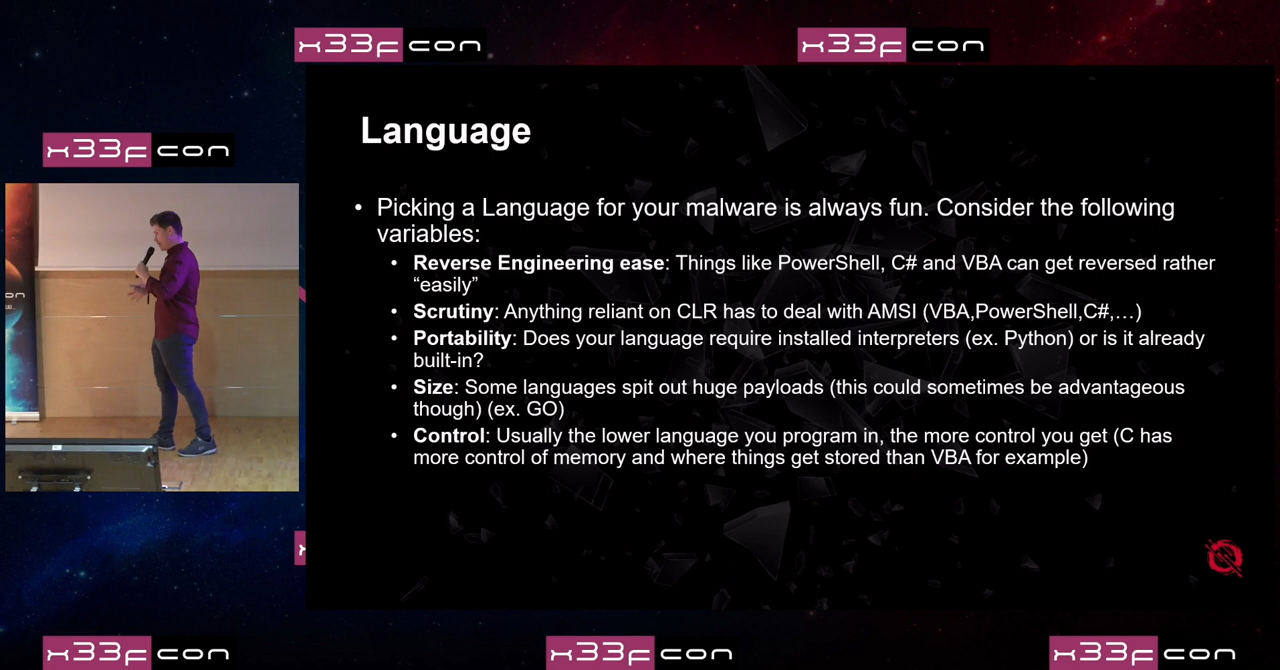 x33fcon
x33fcon
x33fcon
Language
• Picking a Language for your malware is always fun. Consider the following
variables:
• Reverse Engineering ease: Things like PowerShell, C# and VBA can get reversed rather
“easily”
• Scrutiny: Anything reliant on CLR has to deal with AMSI (VBA,PowerShell,C#,…)
• Portability: Does your language require installed interpreters (ex. Python) or is it already
built-in?
• Size: Some languages spit out huge payloads (this could sometimes be advantageous
though) (ex. GO)
• Control: Usually the lower language you program in, the more control you get (C has
more control of memory and where things get stored than VBA for example)
on
x33fcon
x33fcon
x33fcon